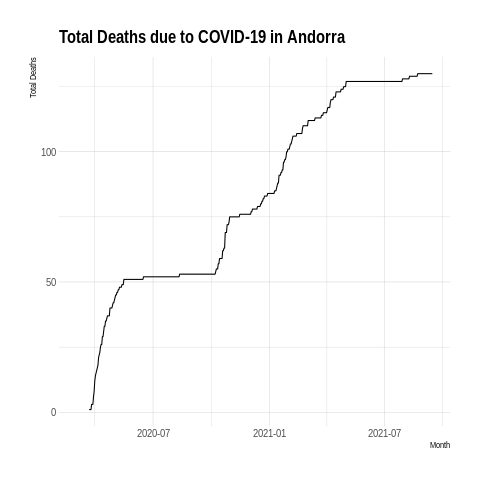 Total Deaths due to COVID-19 in Andorra
Total Deaths
100
50
0
2020-07
2021-01
2021-07
Month